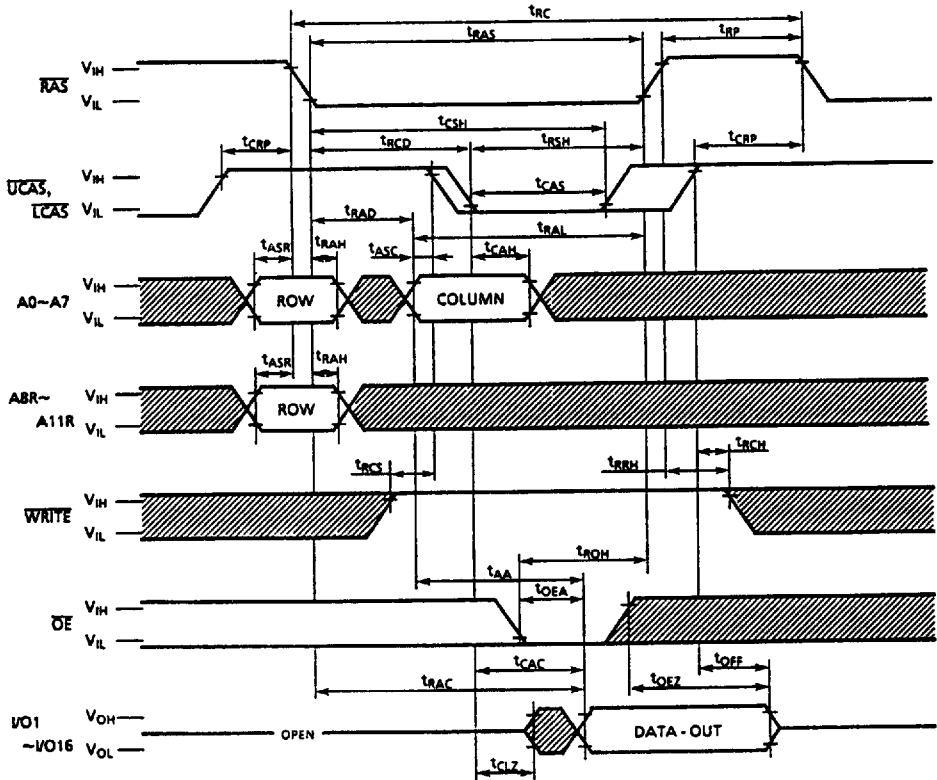 tRC
tRAS
tRP
RAS
VIH
VIL
tCSH
tCRP
tRCD
tRSH
tCRP
UCAS,
LCAS
VIH
VIL
tCAS
tRAD
tRAL
tASR
tRAH
tASC
tCAH
A0~A7
VIH
VIL
ROW
COLUMN
tASR
tRAH
A8R~
A11R
VIH
VIL
ROW
tRCS
tRRH
tRCH
WRITE
VIH
VIL
tROH
tAA
tOEA
OE
VIH
VIL
tCAC
tOFF
tRAC
tOEZ
I/O1
~I/O16
VOH
VOL
OPEN
DATA - OUT
tCLZ